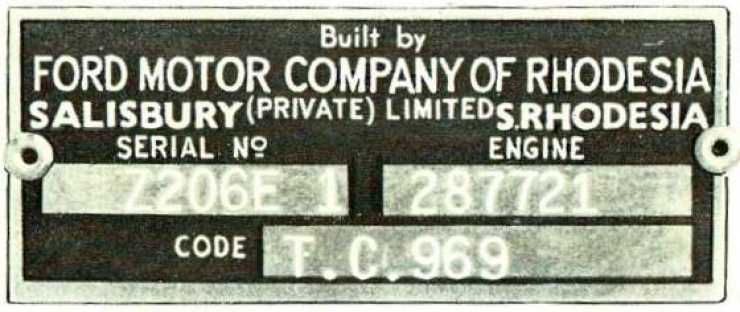 Built by
FORD MOTOR COMPANY OF RHODESIA
SALISBURY (PRIVATE) LIMITED S.RHODESIA
SERIAL Nº ENGINE
Z206E 1 287721
CODE T.C.969